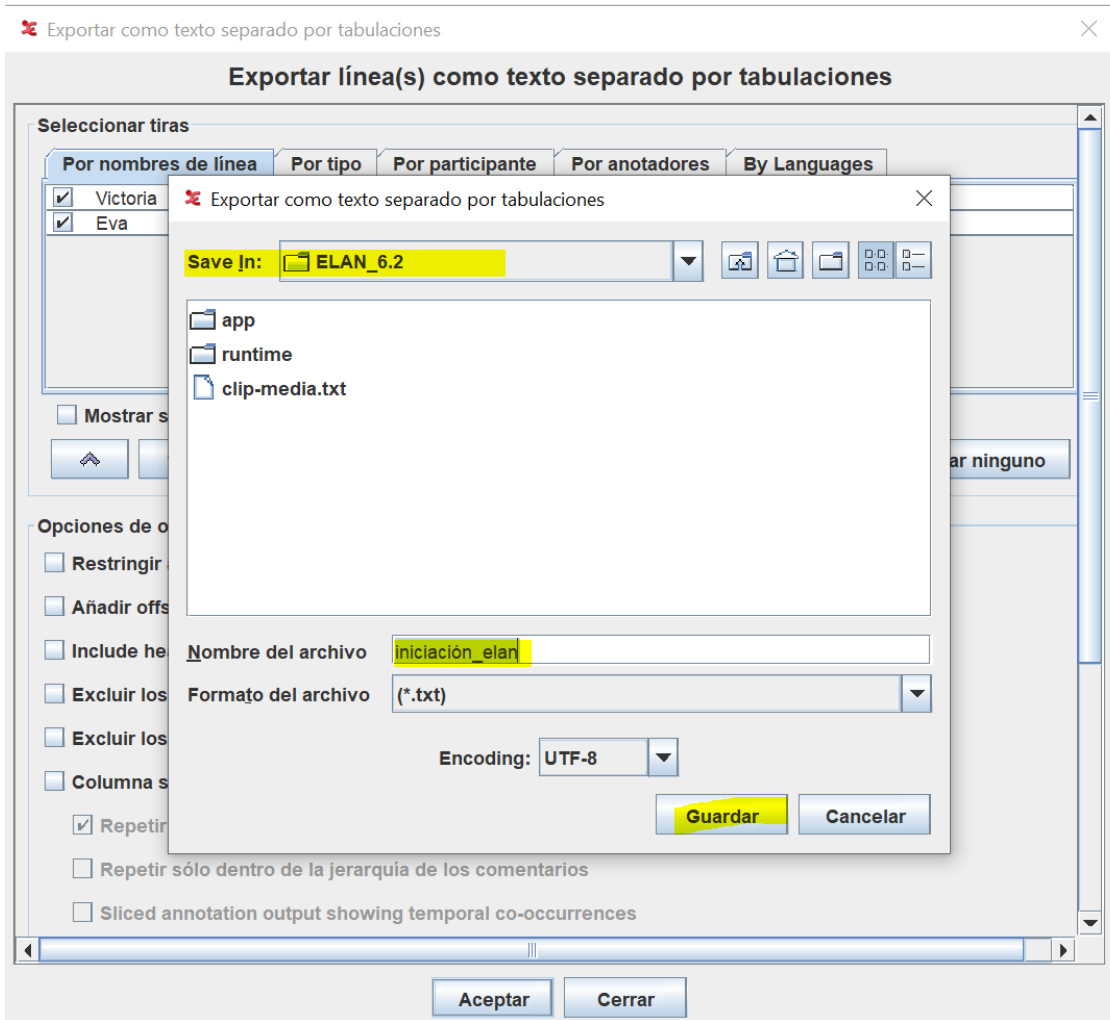 Exportar como texto separado por tabulaciones
Exportar línea(s) como texto separado por tabulaciones
Seleccionar tiras
Por nombres de línea Por tipo Por participante Por anotadores By Languages
Victoria
Eva
Exportar como texto separado por tabulaciones
Save In: ELAN_6.2
app
runtime
clip-media.txt
Mostrar s
ar ninguno
Opciones de o
Restringir
Añadir offs
Include he
Nombre del archivo iniciación_elan
Excluir los
Formato del archivo (*.txt)
Excluir los
Encoding: UTF-8
Columna s
Guardar Cancelar
Repetir
Repetir sólo dentro de la jerarquía de los comentarios
Sliced annotation output showing temporal co-occurrences
Aceptar Cerrar